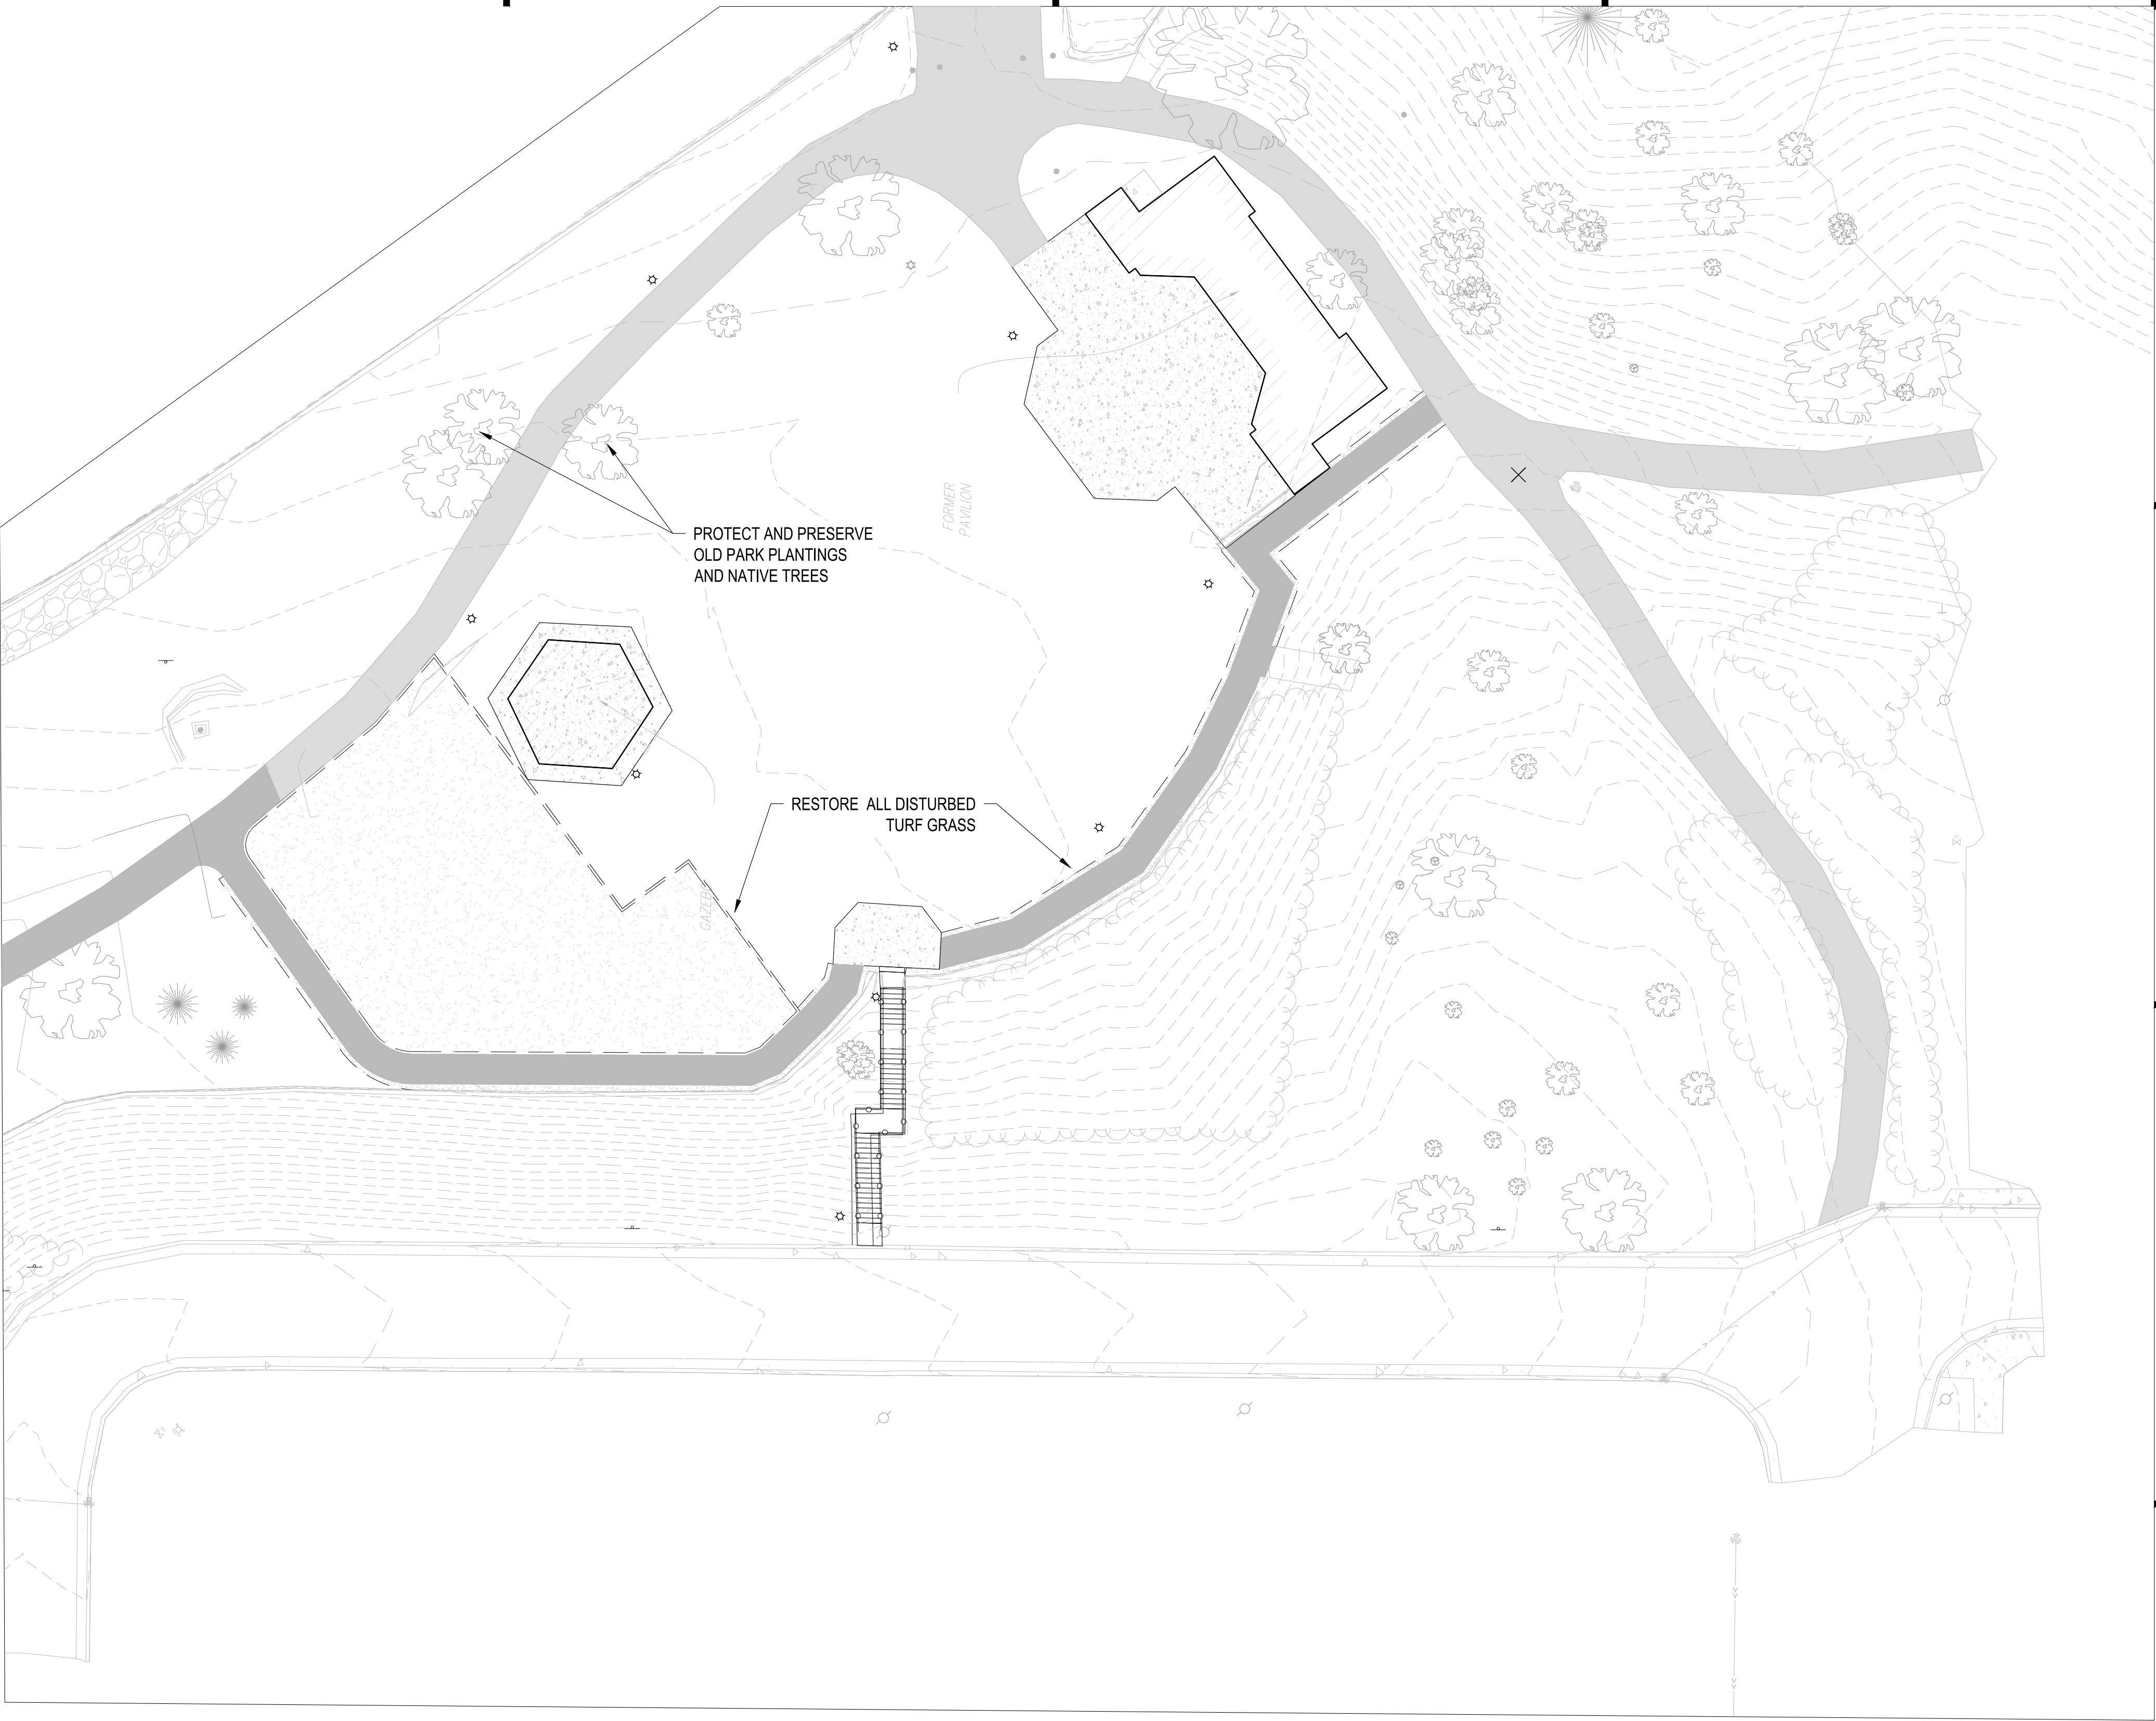 FORMER
PAVILION
PROTECT AND PRESERVE
OLD PARK PLANTINGS
AND NATIVE TREES
RESTORE ALL DISTURBED
TURF GRASS